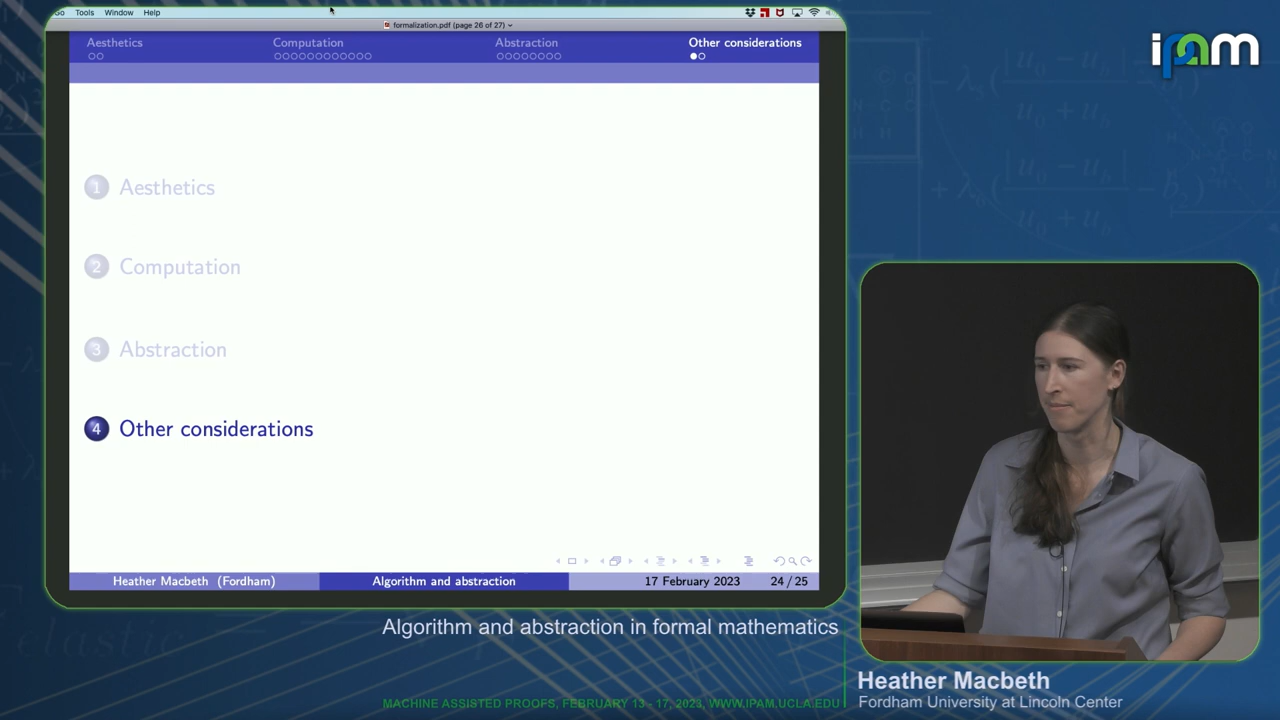 Go Tools Window Help
formalization.pdf (page 26 of 27)
Aesthetics Computation Abstraction Other considerations
1 Aesthetics
2 Computation
3 Abstraction
4 Other considerations
Heather Macbeth (Fordham) Algorithm and abstraction 17 February 2023 24 / 25
ipam
Algorithm and abstraction in formal mathematics
Heather Macbeth
Fordham University at Lincoln Center
MACHINE ASSISTED PROOFS, FEBRUARY 13 - 17, 2023, WWW.IPAM.UCLA.EDU